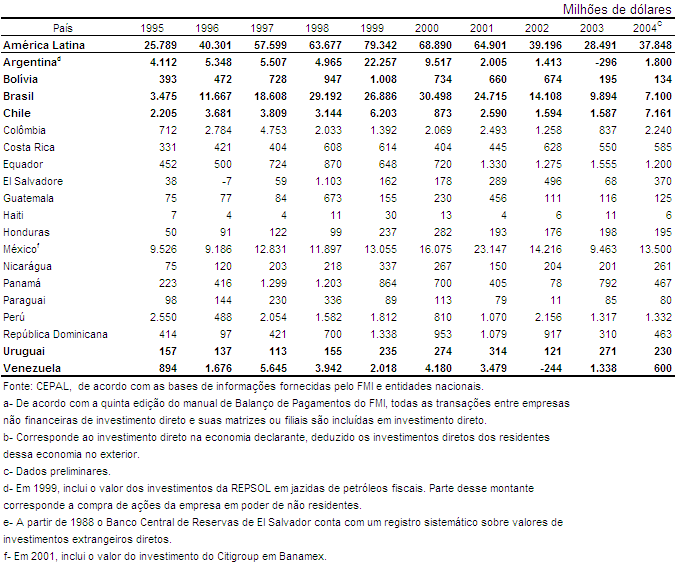 Milhões de dólares
País 1995 1996 1997 1998 1999 2000 2001 2002 2003 2004c
América Latina 25.789 40.301 57.599 63.677 79.342 68.890 64.901 39.196 28.491 37.848
Argentinad 4.112 5.348 5.507 4.965 22.257 9.517 2.005 1.413 -296 1.800
Bolívia 393 472 728 947 1.008 734 660 674 195 134
Brasil 3.475 11.667 18.608 29.192 26.886 30.498 24.715 14.108 9.894 7.100
Chile 2.205 3.681 3.809 3.144 6.203 873 2.590 1.594 1.587 7.161
Colômbia 712 2.784 4.753 2.033 1.392 2.069 2.493 1.258 837 2.240
Costa Rica 331 421 404 608 614 404 445 628 550 585
Equador 452 500 724 870 648 720 1.330 1.275 1.555 1.200
El Salvadore 38 -7 59 1.103 162 178 289 496 68 370
Guatemala 75 77 84 673 155 230 456 111 116 125
Haiti 7 4 4 11 30 13 4 6 11 6
Honduras 50 91 122 99 237 282 193 176 198 195
Méxicof 9.526 9.186 12.831 11.897 13.055 16.075 23.147 14.216 9.463 13.500
Nicarágua 75 120 203 218 337 267 150 204 201 261
Panamá 223 416 1.299 1.203 864 700 405 78 792 467
Paraguai 98 144 230 336 89 113 79 11 85 80
Perú 2.550 488 2.054 1.582 1.812 810 1.070 2.156 1.317 1.332
República Dominicana 414 97 421 700 1.338 953 1.079 917 310 463
Uruguai 157 137 113 155 235 274 314 121 271 230
Venezuela 894 1.676 5.645 3.942 2.018 4.180 3.479 -244 1.338 600
Fonte: CEPAL, de acordo com as bases de informações fornecidas pelo FMI e entidades nacionais.
a- De acordo com a quinta edição do manual de Balanço de Pagamentos do FMI, todas as transações entre empresas
não financeiras de investimento direto e suas matrizes ou filiais são incluídas em investimento direto.
b- Corresponde ao investimento direto na economia declarante, deduzido os investimentos diretos dos residentes
dessa economia no exterior.
c- Dados preliminares.
d- Em 1999, inclui o valor dos investimentos da REPSOL em jazidas de petróleos fiscais. Parte desse montante
corresponde a compra de ações da empresa em poder de não residentes.
e- A partir de 1988 o Banco Central de Reservas de El Salvador conta com um registro sistemático sobre valores de
investimentos extrangeiros diretos.
f- Em 2001, inclui o valor do investimento do Citigroup em Banamex.